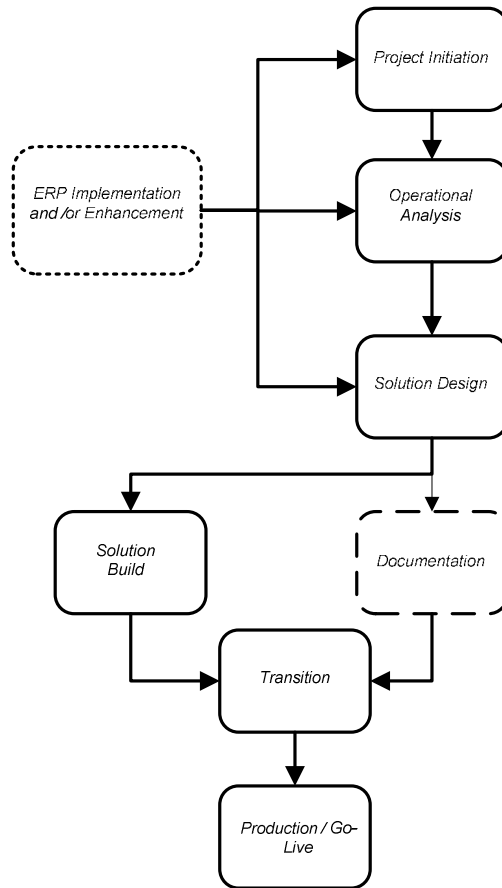 Project Initiation
ERP Implementation
and /or Enhancement
Operational
Analysis
Solution Design
Solution
Build
Documentation
Transition
Production / Go-
Live